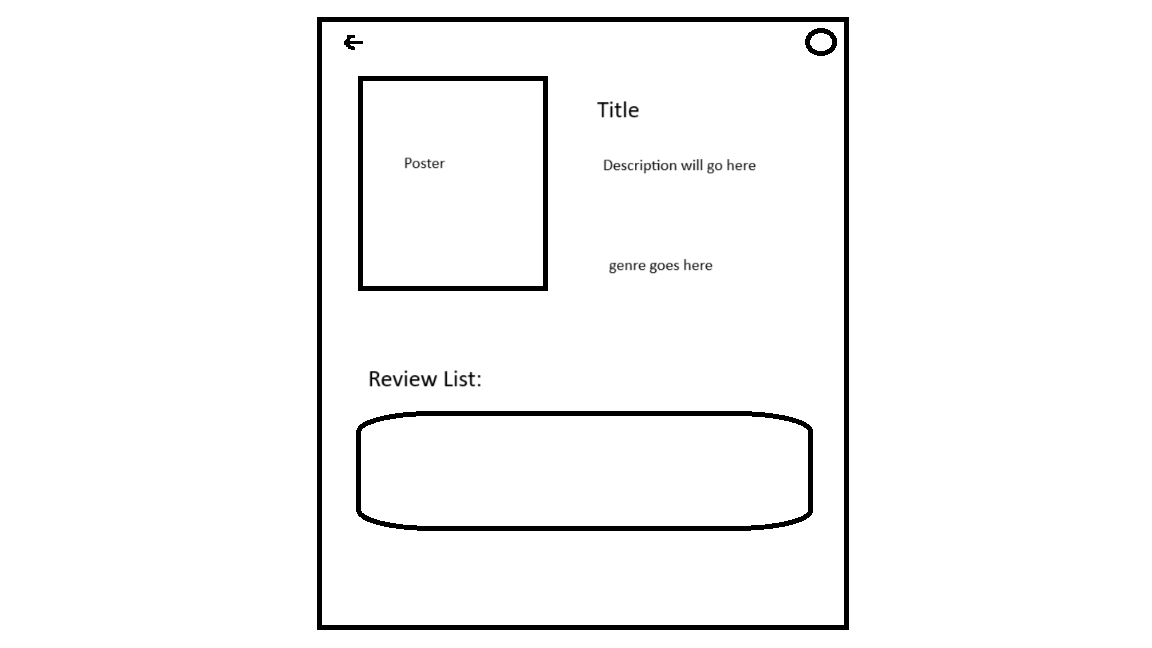 Title
Poster
Description will go here
genre goes here
Review List: